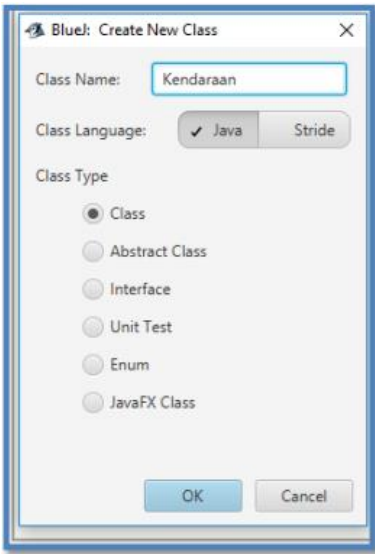 BlueJ: Create New Class
Class Name: Kendaraan
Class Language: ✔ Java Stride
Class Type
Class
Abstract Class
Interface
Unit Test
Enum
JavaFX Class
OK Cancel